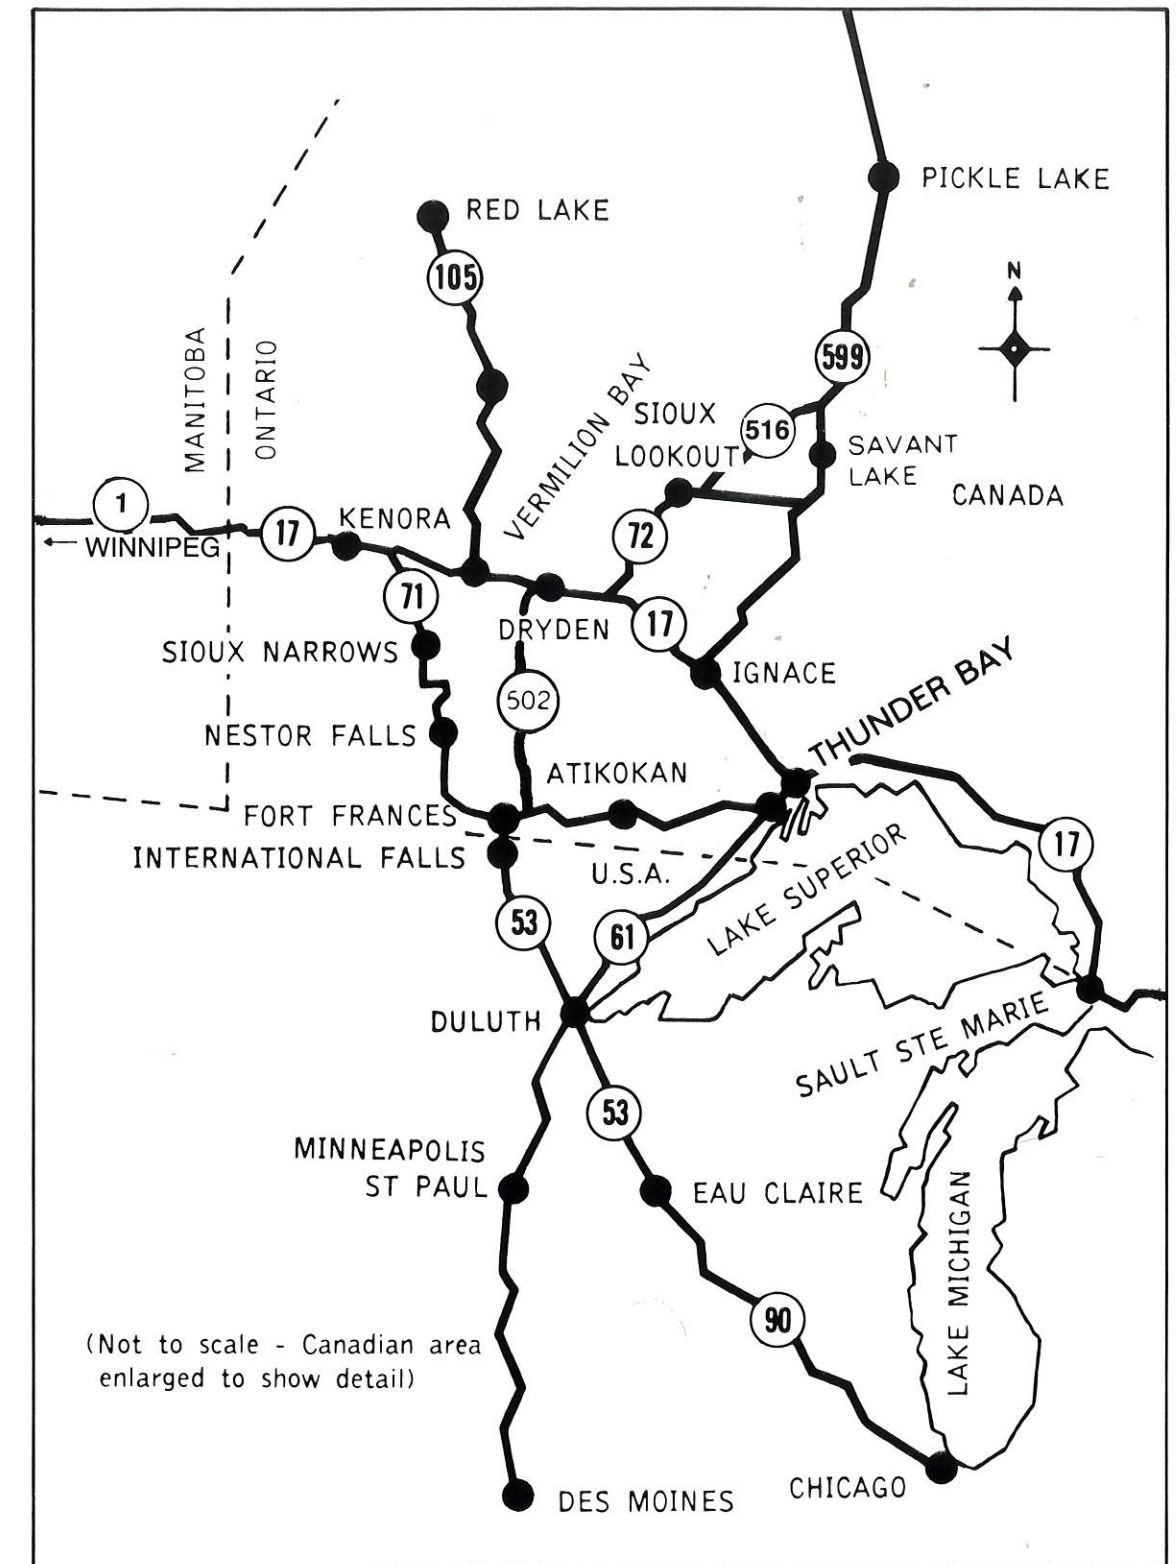 PICKLE LAKE
RED LAKE
105
N
MANITOBA
ONTARIO
599
VERMILION BAY
SIOUX
LOOKOUT
516
SAVANT
LAKE
CANADA
1
WINNIPEG
17
KENORA
72
71
DRYDEN
17
SIOUX NARROWS
IGNACE
502
THUNDER BAY
NESTOR FALLS
ATIKOKAN
FORT FRANCES
INTERNATIONAL FALLS
U.S.A.
17
LAKE SUPERIOR
53
61
DULUTH
SAULT STE MARIE
53
MINNEAPOLIS
ST PAUL
EAU CLAIRE
LAKE MICHIGAN
90
(Not to scale - Canadian area
enlarged to show detail)
CHICAGO
DES MOINES